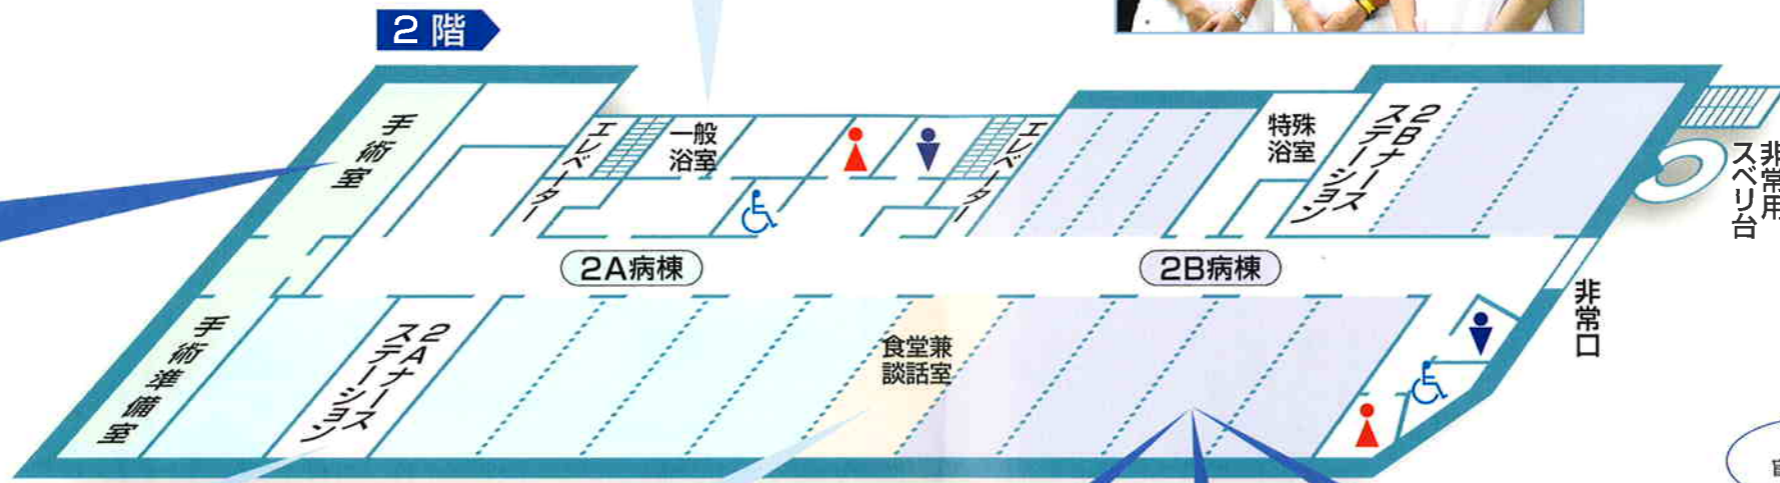 2階
手術室
エレベーター
一般
浴室
エレベーター
特殊
浴室
2Bナース
ステーション
非常用
スベリ台
2A病棟
2B病棟
非常口
手術準備室
2Aナース
ステーション
食堂兼
談話室